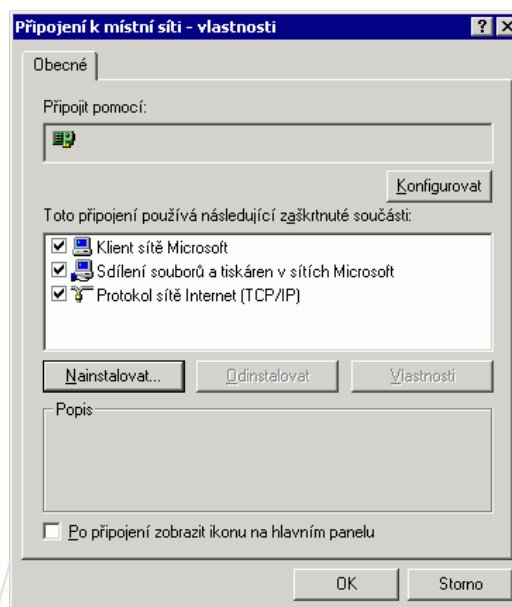 Připojení k místní síti - vlastnosti
Obecné
Připojit pomocí:
Konfigurovat
Toto připojení používá následující zaškrtnuté součásti:
Klient sítě Microsoft
Sdílení souborů a tiskáren v sítích Microsoft
Protokol sítě Internet (TCP/IP)
Nainstalovat... Odinstalovat Vlastnosti
Popis
Po připojení zobrazit ikonu na hlavním panelu
OK Storno